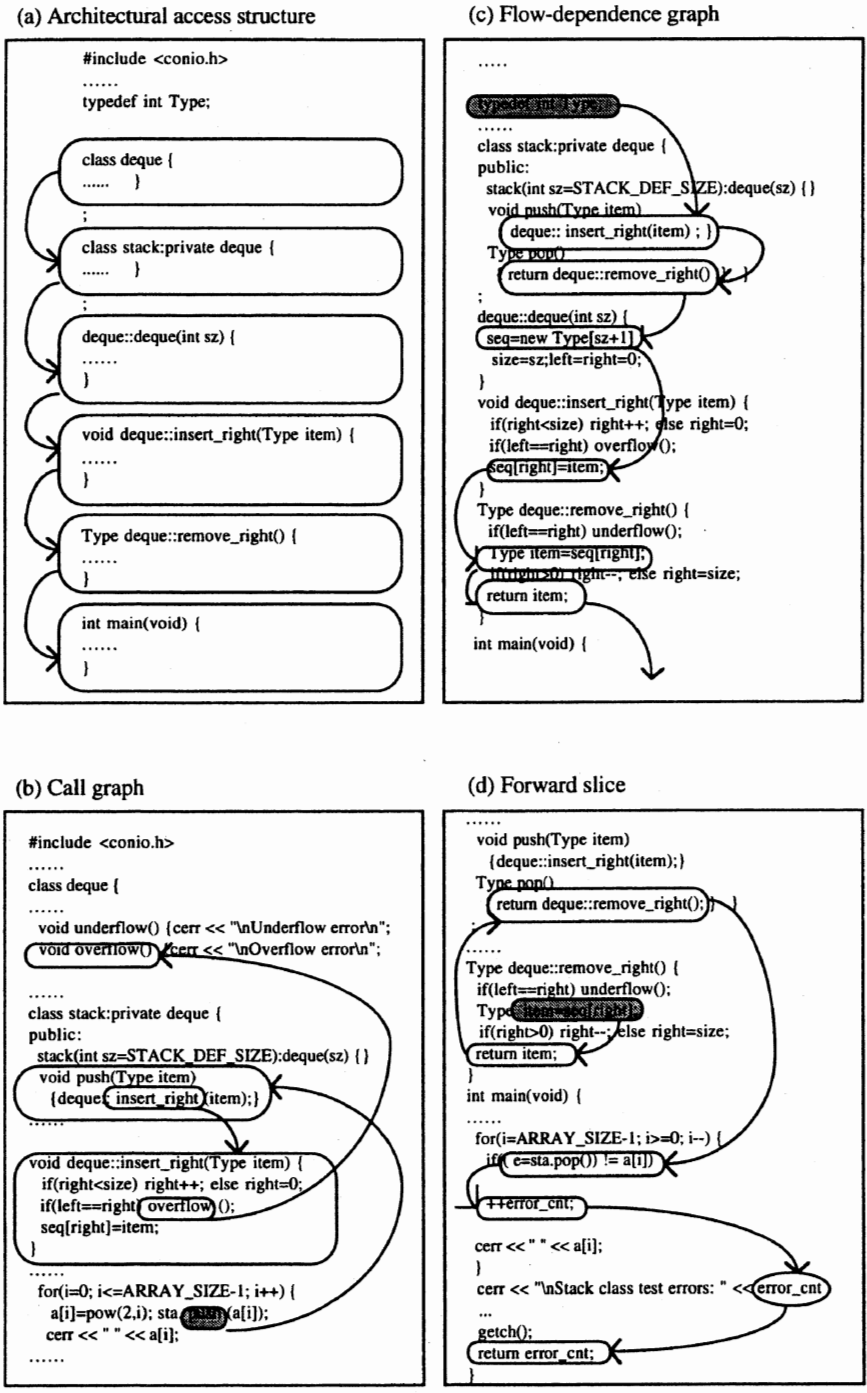 (a) Architectural access structure
#include <conio.h>
......
typedef int Type;
class deque {
...... }
;
class stack:private deque {
...... }
;
deque::deque(int sz) {
......
}
void deque::insert_right(Type item) {
......
}
Type deque::remove_right() {
......
}
int main(void) {
......
}
(b) Call graph
#include <conio.h>
......
class deque {
......
void underflow() {cerr << "\nUnderflow error\n";
void overflow() {cerr << "\nOverflow error\n";
......
class stack:private deque {
public:
stack(int sz=STACK_DEF_SIZE):deque(sz) {}
void push(Type item)
{deque:: insert_right(item);}
......
void deque::insert_right(Type item) {
if(right<size) right++; else right=0;
if(left==right) overflow();
seq[right]=item;
}
......
for(i=0; i<=ARRAY_SIZE-1; i++) {
a[i]=pow(2,i); sta.push(a[i]);
cerr << " " << a[i];
......
(c) Flow-dependence graph
.....
typedef int Type;
......
class stack:private deque {
public:
stack(int sz=STACK_DEF_SIZE):deque(sz) {}
void push(Type item)
deque:: insert_right(item) ; }
Type pop()
{ return deque::remove_right() } }
;
deque::deque(int sz) {
seq=new Type[sz+1]
size=sz;left=right=0;
}
void deque::insert_right(Type item) {
if(right<size) right++; else right=0;
if(left==right) overflow();
seq[right]=item;
}
Type deque::remove_right() {
if(left==right) underflow();
Type item=seq[right];
if(right>0) right--; else right=size;
return item;
}
int main(void) {
(d) Forward slice
......
void push(Type item)
{deque::insert_right(item);}
Type pop()
return deque::remove_right(); } }
;
......
Type deque::remove_right() {
if(left==right) underflow();
Type item=seq[right];
if(right>0) right--; else right=size;
return item;
}
int main(void) {
......
for(i=ARRAY_SIZE-1; i>=0; i--) {
if( ( e=sta.pop()) != a[i])
++error_cnt;
cerr << " " << a[i];
}
cerr << "\nStack class test errors: " << error_cnt
...
getch();
return error_cnt;
}